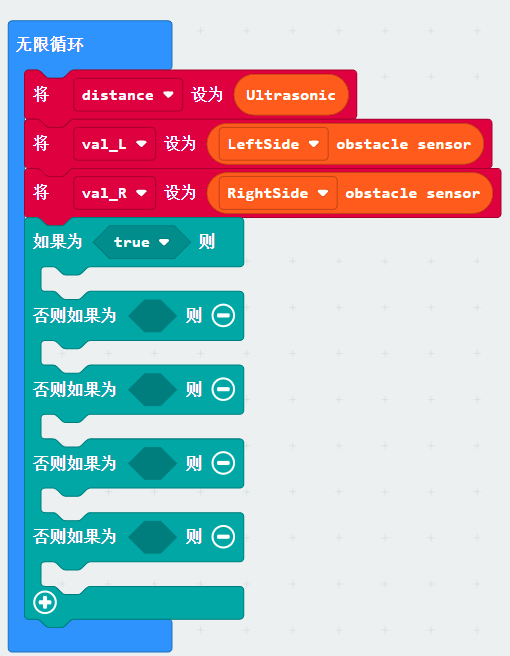 无限循环
将 distance 设为 Ultrasonic
将 val_L 设为 LeftSide obstacle sensor
将 val_R 设为 RightSide obstacle sensor
如果为 true 则
否则如果为 则
否则如果为 则
否则如果为 则
否则如果为 则